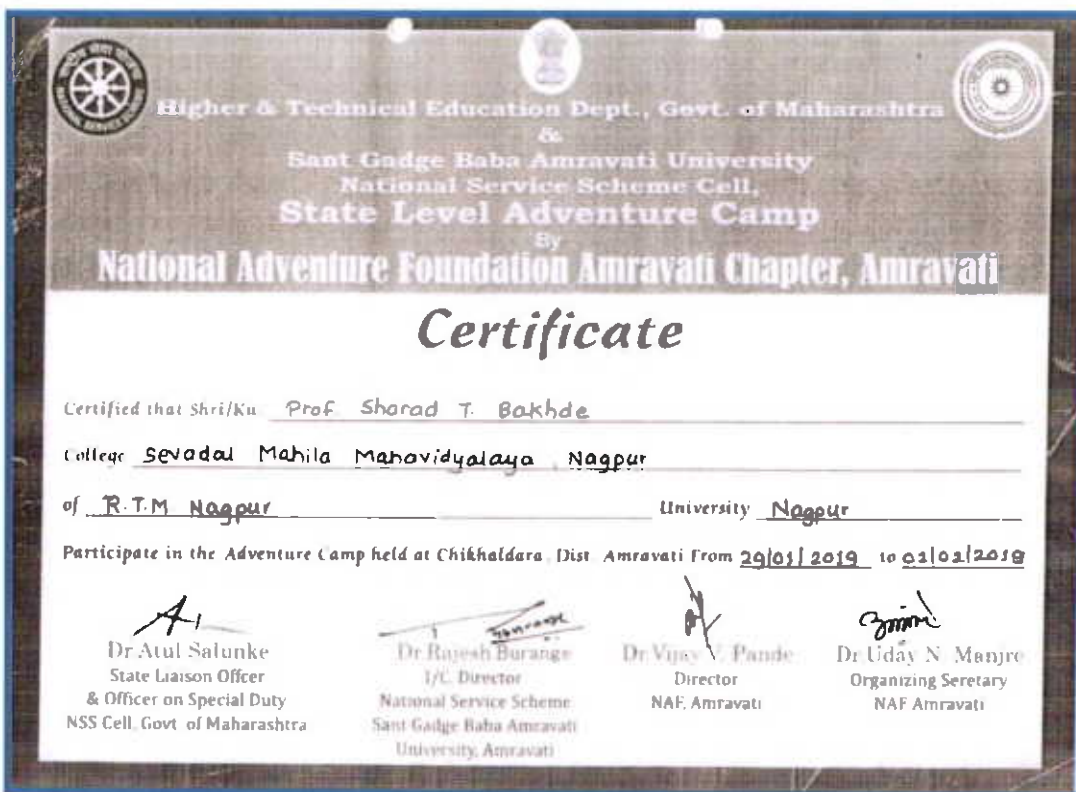 Higher & Technical Education Dept., Govt. of Maharashtra
&
Sant Gadge Baba Amravati University
National Service Scheme Cell,
State Level Adventure Camp
By
National Adventure Foundation Amravati Chapter, Amravati
Certificate
Certified that Shri/Ku Prof. Sharad T. Bakhde
College Sevadal Mahila Mahavidyalaya, Nagpur
of R.T.M Nagpur University Nagpur
Participate in the Adventure Camp held at Chikhaldara, Dist. Amravati From 29/01/2019 to
Dr. Atul Salunke Dr Rajesh Burange Dr. Vijay V. Pande Dr. Uday N. Manjre
State Liaison Offcer I/C. Director Director Organizing Seretary
& Officer on Special Duty National Service Scheme NAF, Amravati NAF Amravati
NSS Cell, Govt. of Maharashtra Sant Gadge Baba Amravati
University, Amravati